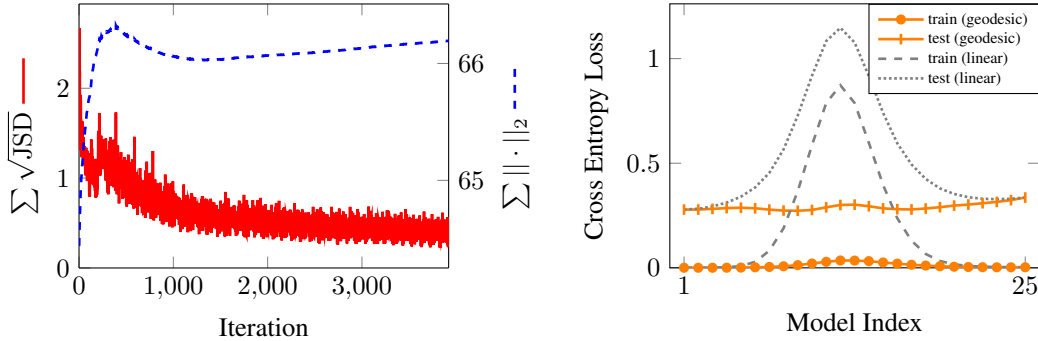 ∑ √JSD
2
1
0
0
1,000
2,000
3,000
Iteration
66
65
∑ || · ||₂
Cross Entropy Loss
1
0.5
0
1
25
Model Index
train (geodesic)
test (geodesic)
train (linear)
test (linear)